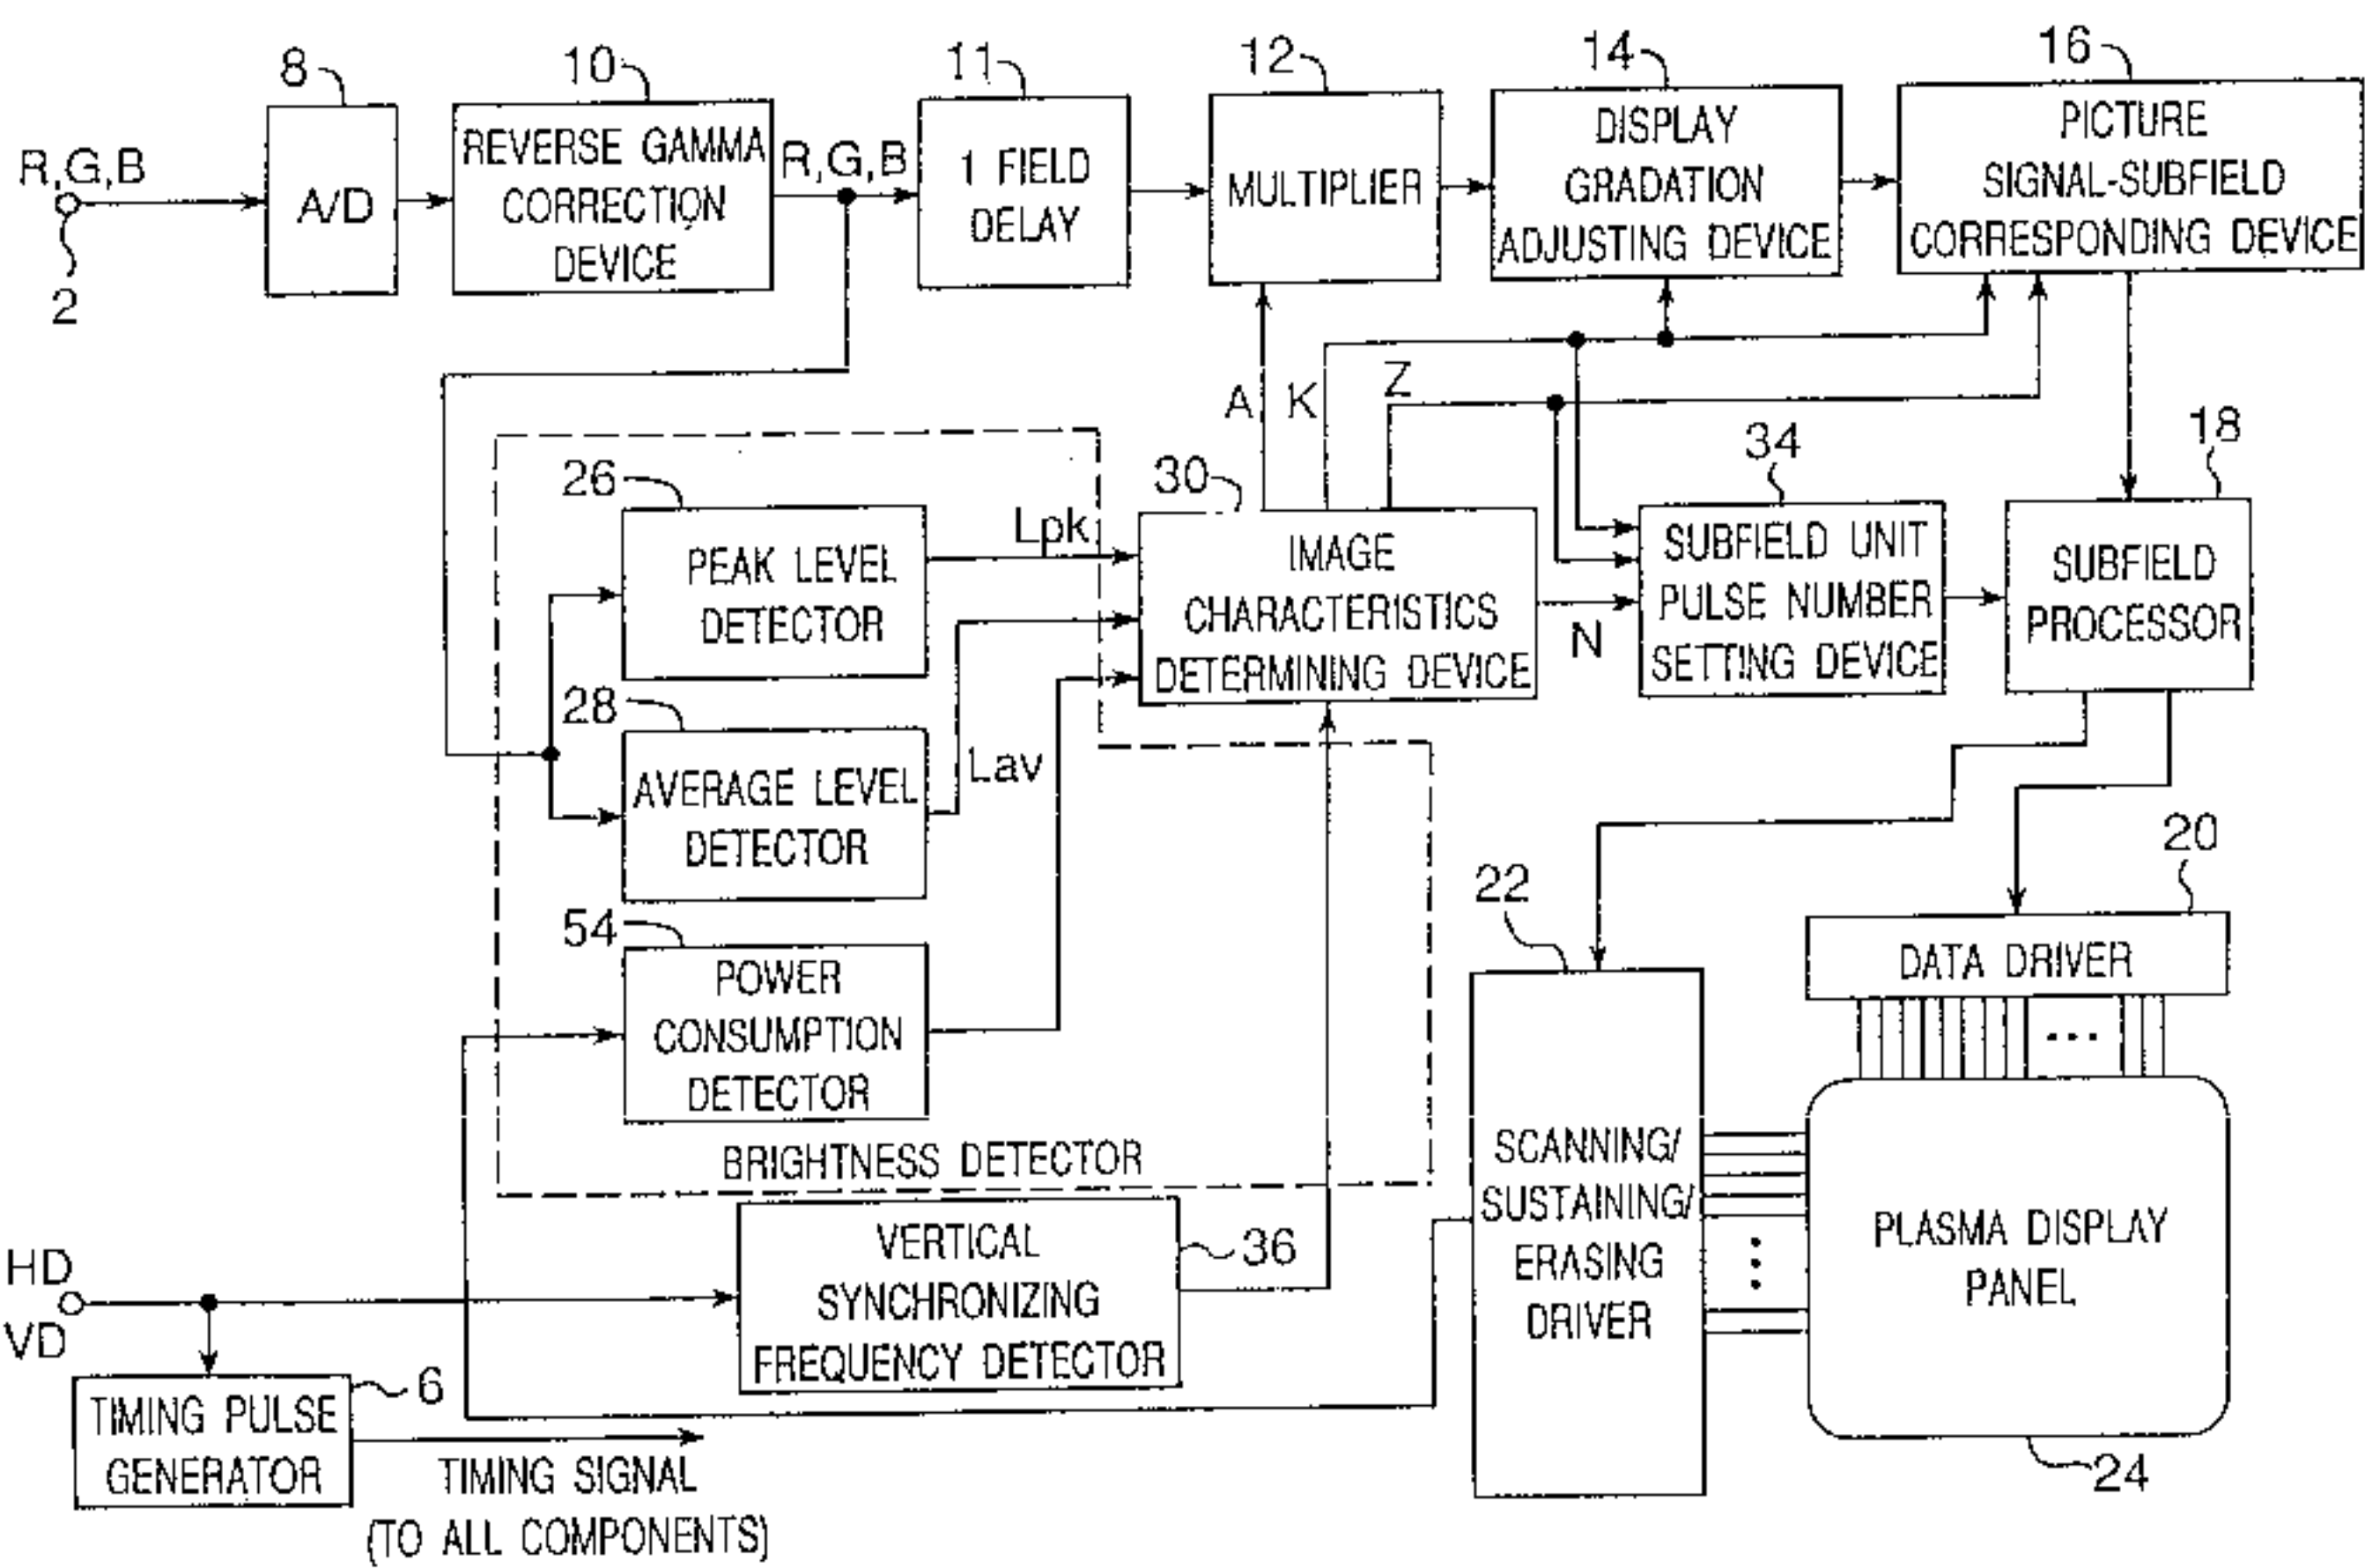 8
10
11
12
14
16
R,G,B
2
A/D
REVERSE GAMMA
CORRECTION
DEVICE
R,G,B
1 FIELD
DELAY
MULTIPLIER
DISPLAY
GRADATION
ADJUSTING DEVICE
PICTURE
SIGNAL-SUBFIELD
CORRESPONDING DEVICE
A
K
Z
26
PEAK LEVEL
DETECTOR
Lpk
30
IMAGE
CHARACTERISTICS
DETERMINING DEVICE
N
34
SUBFIELD UNIT
PULSE NUMBER
SETTING DEVICE
18
SUBFIELD
PROCESSOR
28
AVERAGE LEVEL
DETECTOR
Lav
54
POWER
CONSUMPTION
DETECTOR
BRIGHTNESS DETECTOR
22
SCANNING/
SUSTAINING/
ERASING
DRIVER
20
DATA DRIVER
PLASMA DISPLAY
PANEL
24
HD
VD
VERTICAL
SYNCHRONIZING
FREQUENCY DETECTOR
36
TIMING PULSE
GENERATOR
6
TIMING SIGNAL
(TO ALL COMPONENTS)